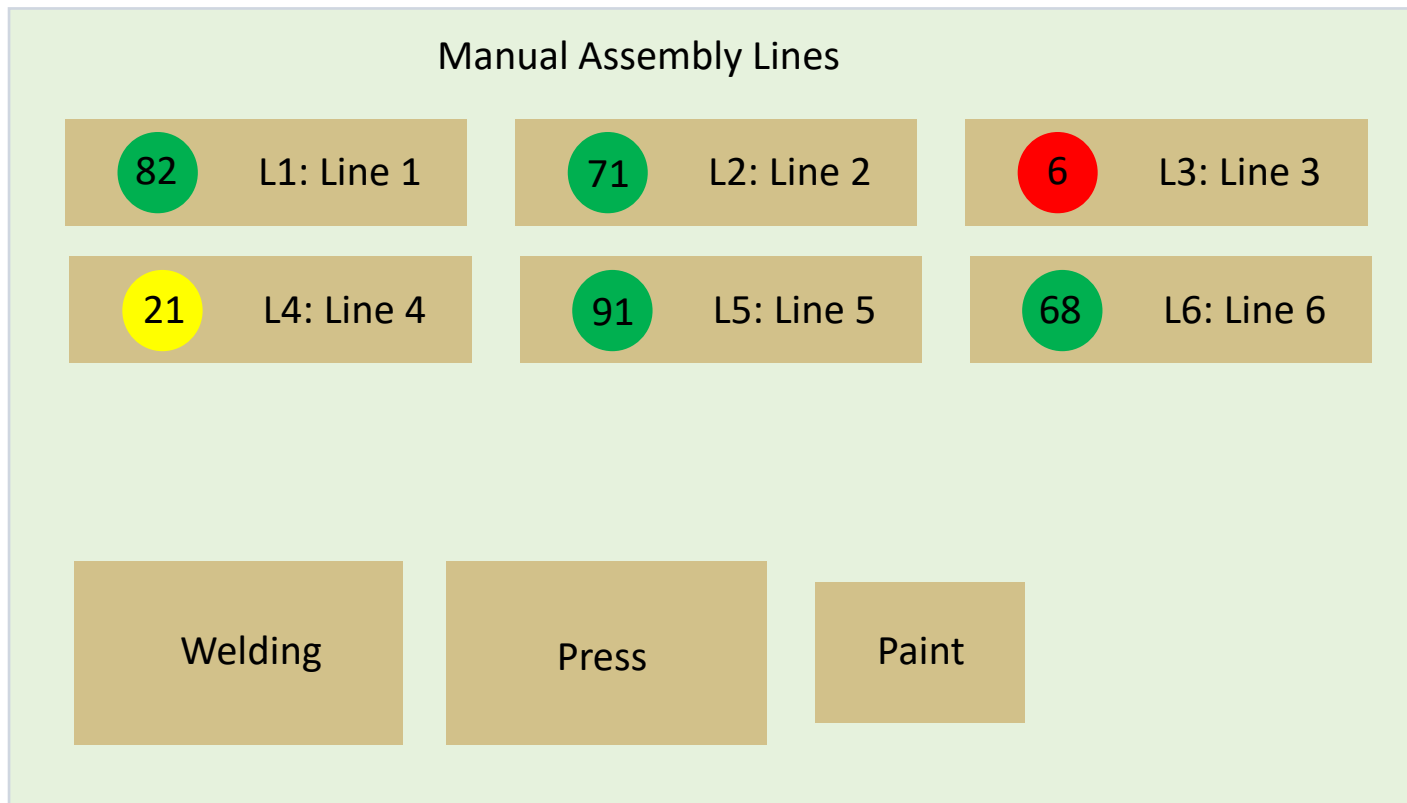 Manual Assembly Lines
82 L1: Line 1
71 L2: Line 2
6 L3: Line 3
21 L4: Line 4
91 L5: Line 5
68 L6: Line 6
Welding
Press
Paint